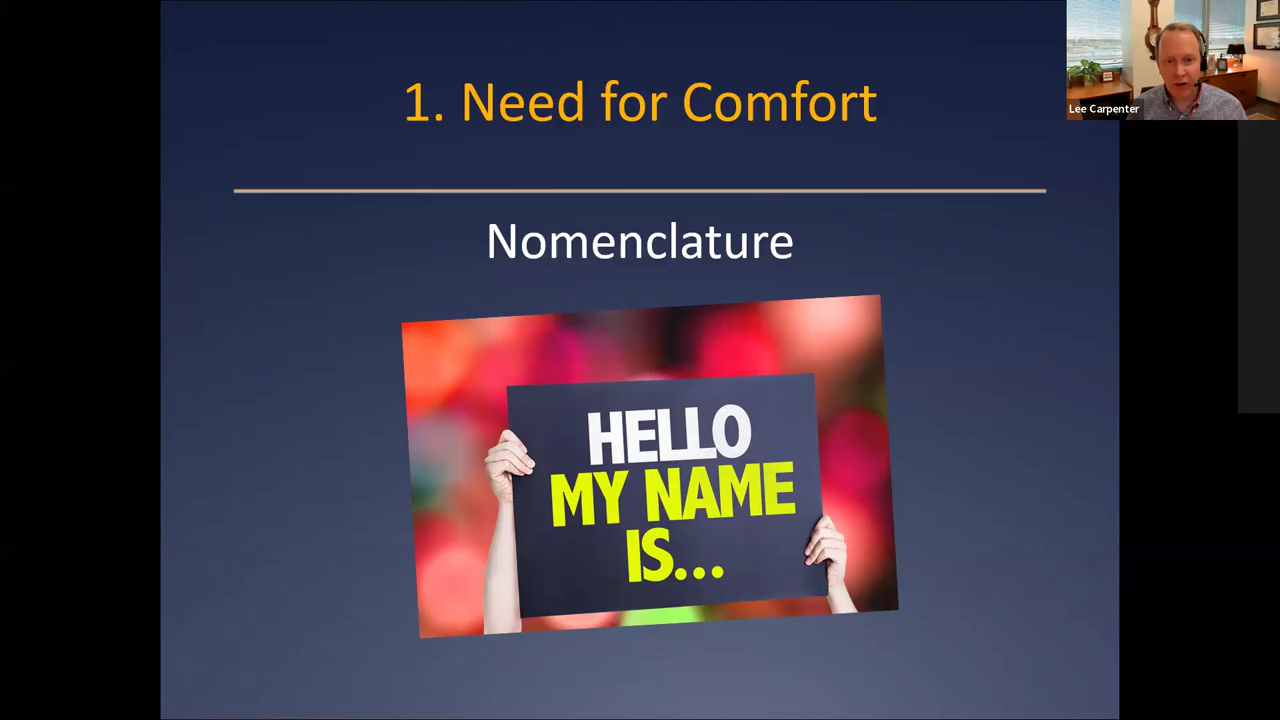 1. Need for Comfort
Nomenclature
HELLO
MY NAME
IS...
Lee Carpenter